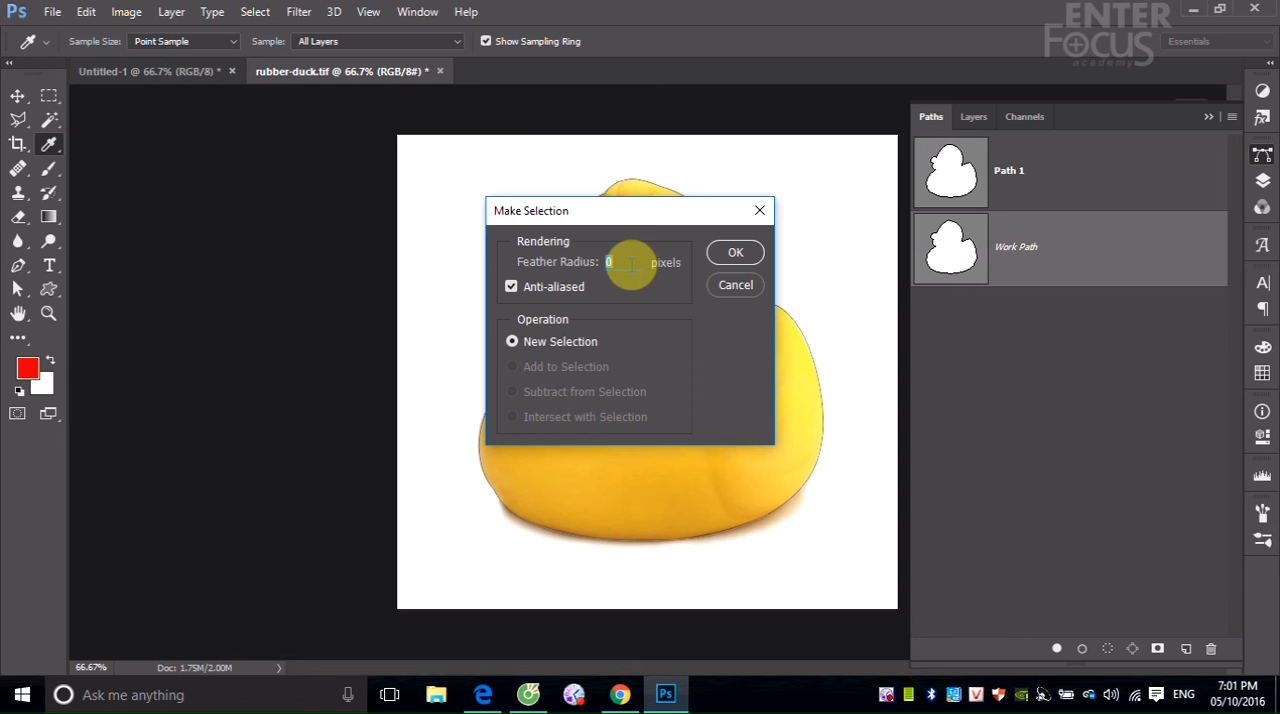 Ps File Edit Image Layer Type Select Filter 3D View Window Help
ENTER
FOCUS
academy
Sample Size: Point Sample Sample: All Layers Show Sampling Ring Essentials
Untitled-1 @ 66.7% (RGB/8) * × rubber-duck.tif @ 66.7% (RGB/8#) * ×
Paths Layers Channels
Path 1
Work Path
Make Selection
Rendering
Feather Radius: 0 pixels
OK
Anti-aliased
Cancel
Operation
New Selection
Add to Selection
Subtract from Selection
Intersect with Selection
66.67% Doc: 1.75M/2.00M
Ask me anything
Ps
ENG
7:01 PM
05/10/2016